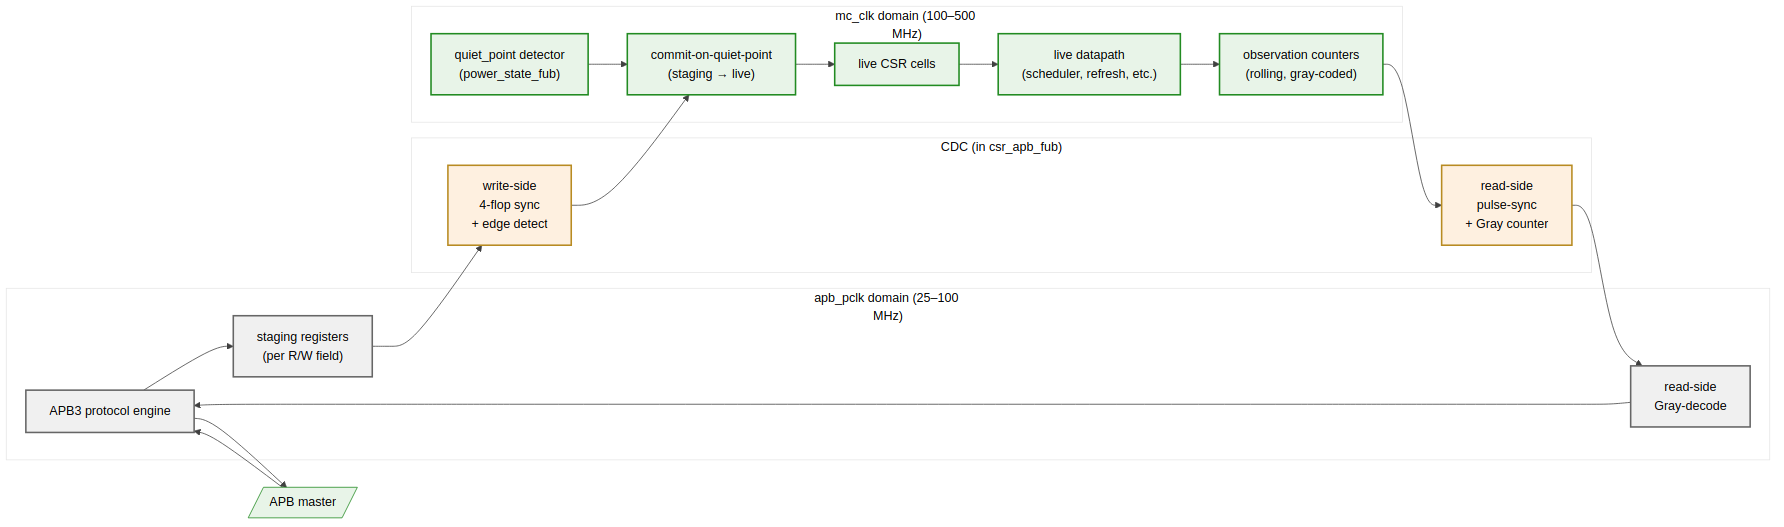 mc_clk domain (100–500
MHz)
quiet_point detector
(power_state_fub)
commit-on-quiet-point
(staging → live)
live CSR cells
live datapath
(scheduler, refresh, etc.)
observation counters
(rolling, gray-coded)
CDC (in csr_apb_fub)
write-side
4-flop sync
+ edge detect
read-side
pulse-sync
+ Gray counter
apb_pclk domain (25–100
MHz)
staging registers
(per R/W field)
APB3 protocol engine
read-side
Gray-decode
APB master